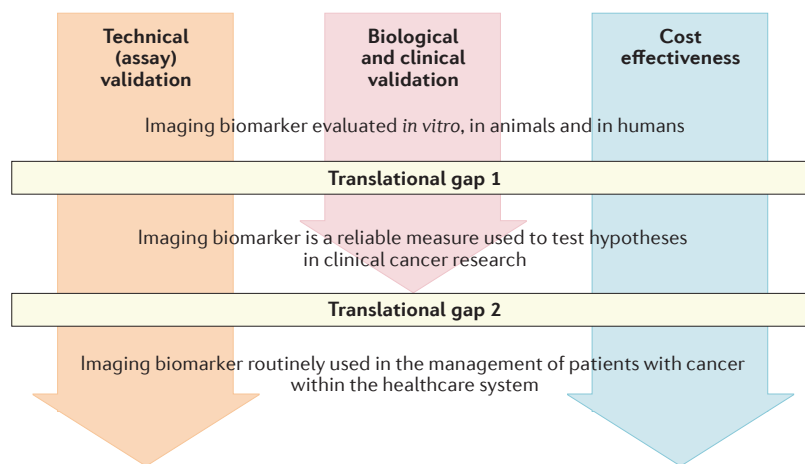 Technical
(assay)
validation
Biological
and clinical
validation
Cost
effectiveness
Imaging biomarker evaluated in vitro, in animals and in humans
Translational gap 1
Imaging biomarker is a reliable measure used to test hypotheses
in clinical cancer research
Translational gap 2
Imaging biomarker routinely used in the management of patients with cancer
within the healthcare system